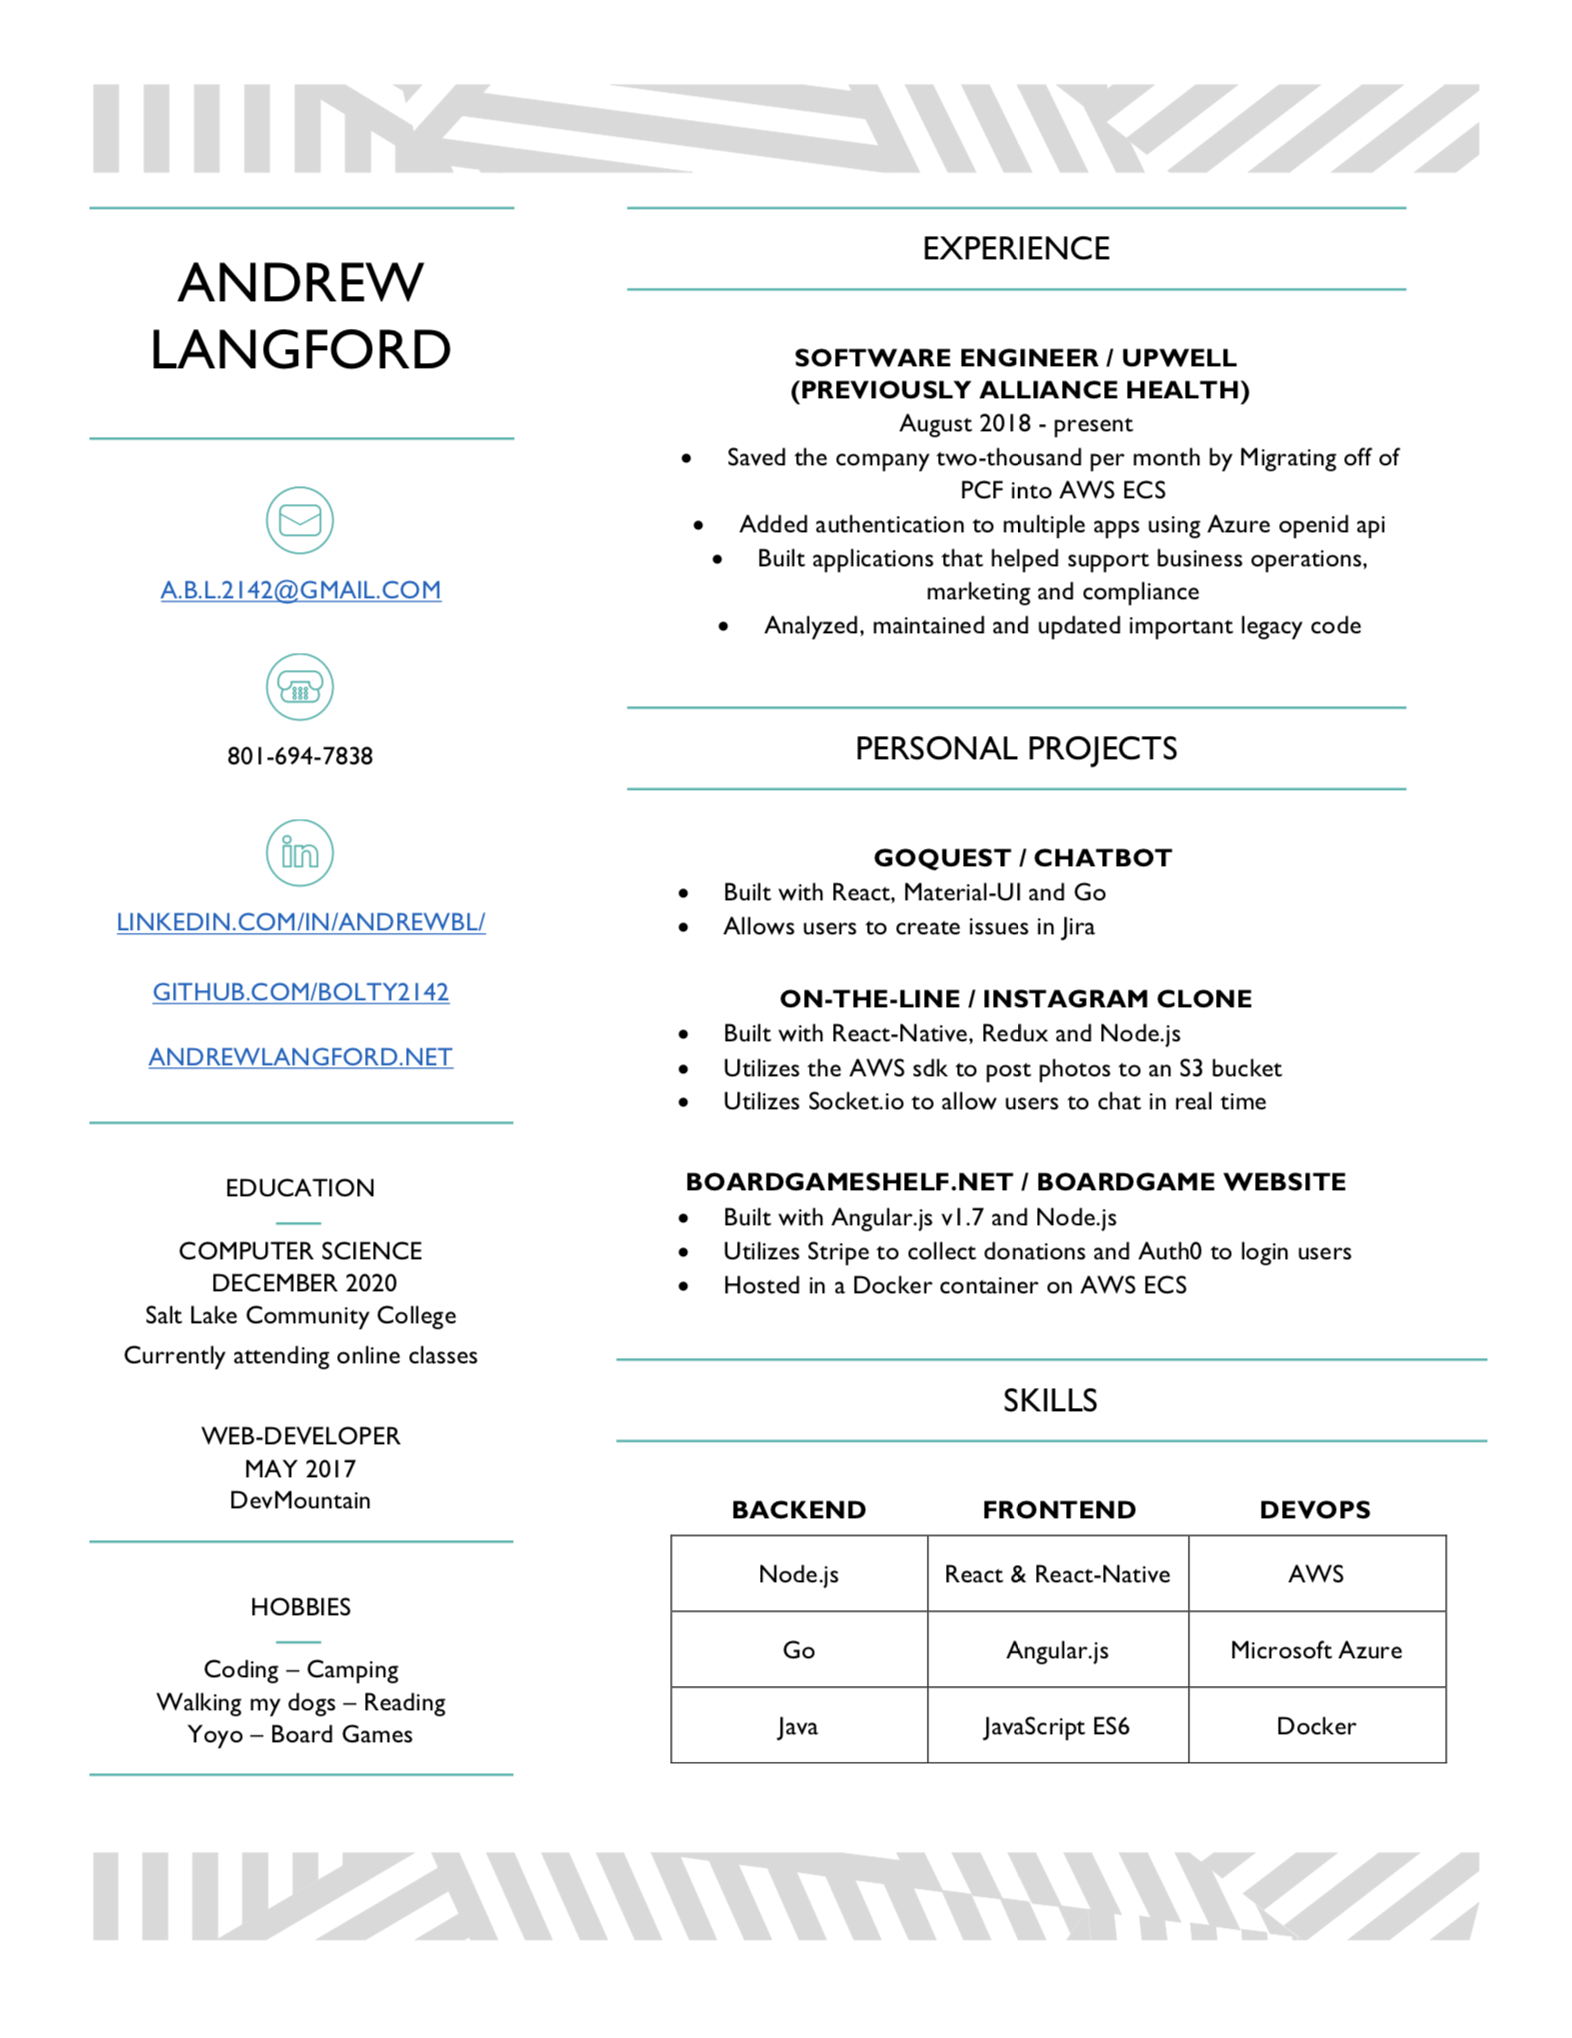 ANDREW
LANGFORD
A.B.L.2142@GMAIL.COM
801-694-7838
in
LINKEDIN.COM/IN/ANDREWBL/
GITHUB.COM/BOLTY2142
ANDREWLANGFORD.NET
EDUCATION
COMPUTER SCIENCE
DECEMBER 2020
Salt Lake Community College
Currently attending online classes
WEB-DEVELOPER
MAY 2017
DevMountain
HOBBIES
Coding – Camping
Walking my dogs – Reading
Yoyo – Board Games
EXPERIENCE
SOFTWARE ENGINEER / UPWELL
(PREVIOUSLY ALLIANCE HEALTH)
August 2018 - present
• Saved the company two-thousand per month by Migrating off of
PCF into AWS ECS
• Added authentication to multiple apps using Azure openid api
• Built applications that helped support business operations,
marketing and compliance
• Analyzed, maintained and updated important legacy code
PERSONAL PROJECTS
GOQUEST / CHATBOT
• Built with React, Material-UI and Go
• Allows users to create issues in Jira
ON-THE-LINE / INSTAGRAM CLONE
• Built with React-Native, Redux and Node.js
• Utilizes the AWS sdk to post photos to an S3 bucket
• Utilizes Socket.io to allow users to chat in real time
BOARDGAMESHELF.NET / BOARDGAME WEBSITE
• Built with Angular.js v1.7 and Node.js
• Utilizes Stripe to collect donations and Auth0 to login users
• Hosted in a Docker container on AWS ECS
SKILLS
BACKEND FRONTEND DEVOPS
Node.js React & React-Native AWS
Go Angular.js Microsoft Azure
Java JavaScript ES6 Docker